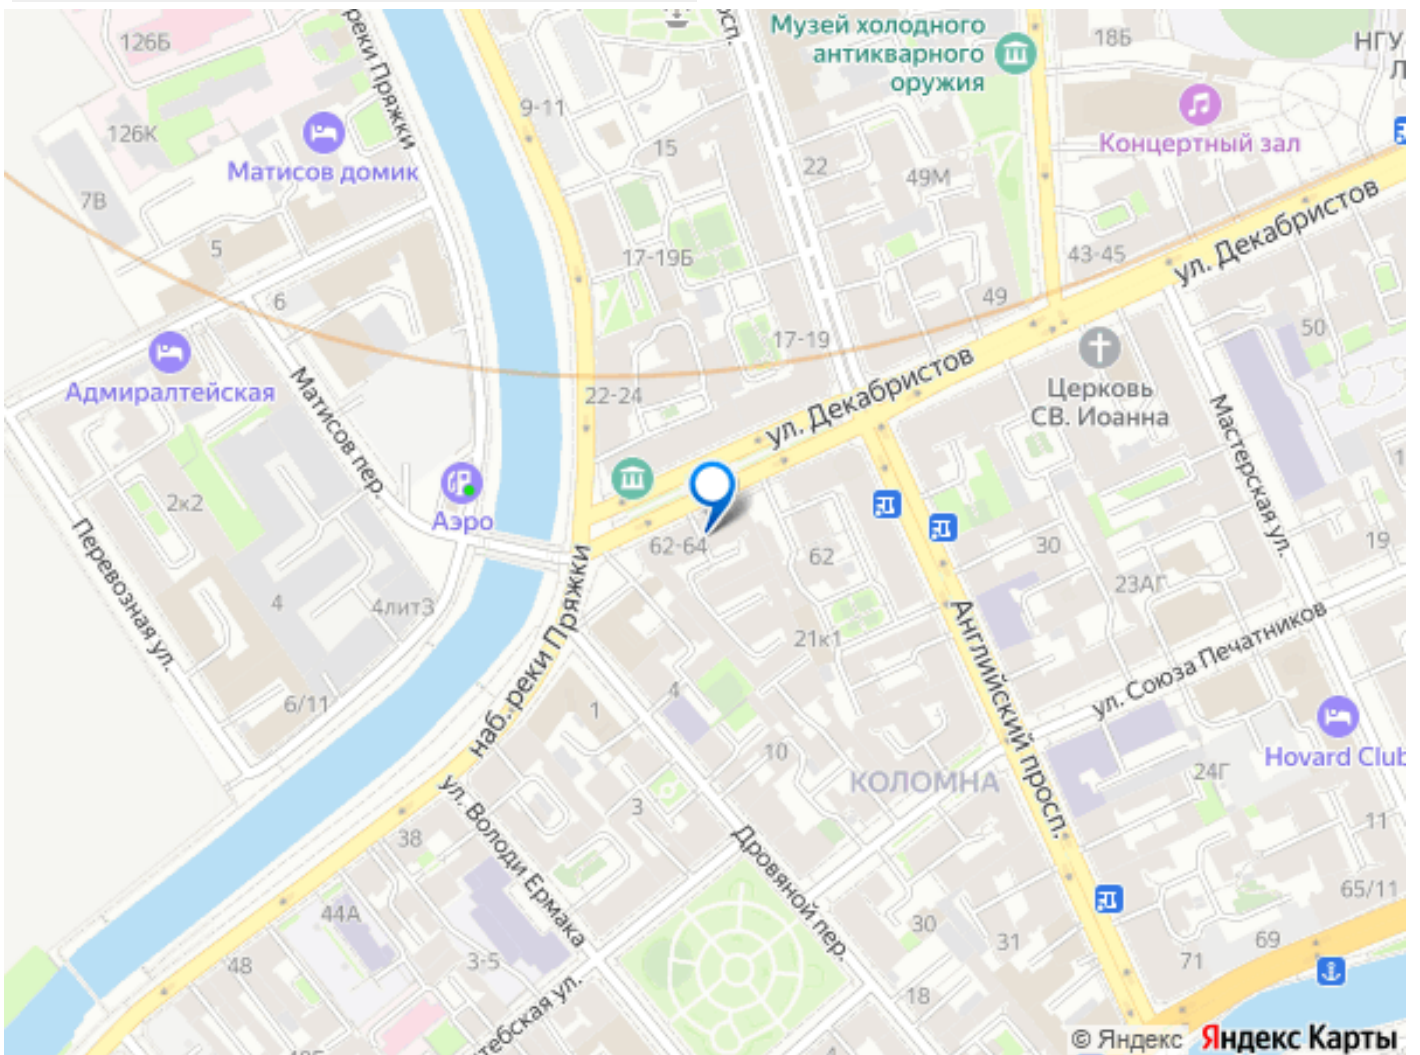 Музей холодного
антикварного
оружия
18Б
НГУ
Л
126Б
реки Пряжки
просп.
9-11
126К
Матисов домик
15
22
49М
Концертный зал
7В
5
17-19Б
43-45
ул. Декабристов
6
49
50
17-19
Адмиралтейская
22-24
Матисов пер.
ул. Декабристов
Церковь
СВ. Иоанна
Мастерская ул.
2к2
Аэро
62-64
62
30
19
Перевозная ул.
4
4лит3
наб. реки Пряжки
21к1
Английский просп.
23АГ
ул. Союза Печатников
6/11
1
4
10
КОЛОМНА
Hovard Club
24Г
ул. Володи Ермака
38
3
Дровяной пер.
11
44А
65/11
30
31
69
48
3-5
71
тебская ул.
18
4
© Яндекс Яндекс Карты